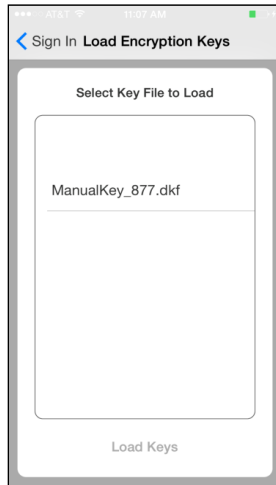 AT&T 11:07 AM
Sign In Load Encryption Keys
Select Key File to Load
ManualKey_877.dkf
Load Keys